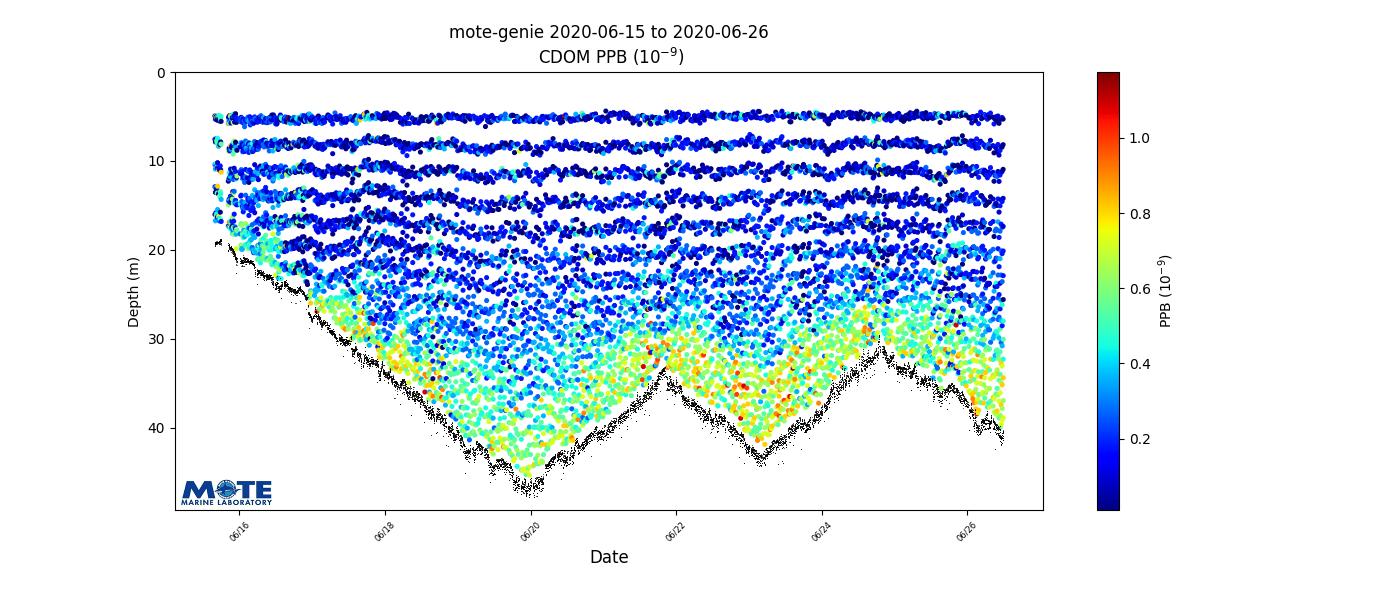 mote-genie 2020-06-15 to 2020-06-26
CDOM PPB (10⁻⁹)
0
10
20
30
40
Depth (m)
MOTE
MARINE LABORATORY
06/16
06/18
06/20
06/22
06/24
06/26
Date
1.0
0.8
0.6
0.4
0.2
PPB (10⁻⁹)